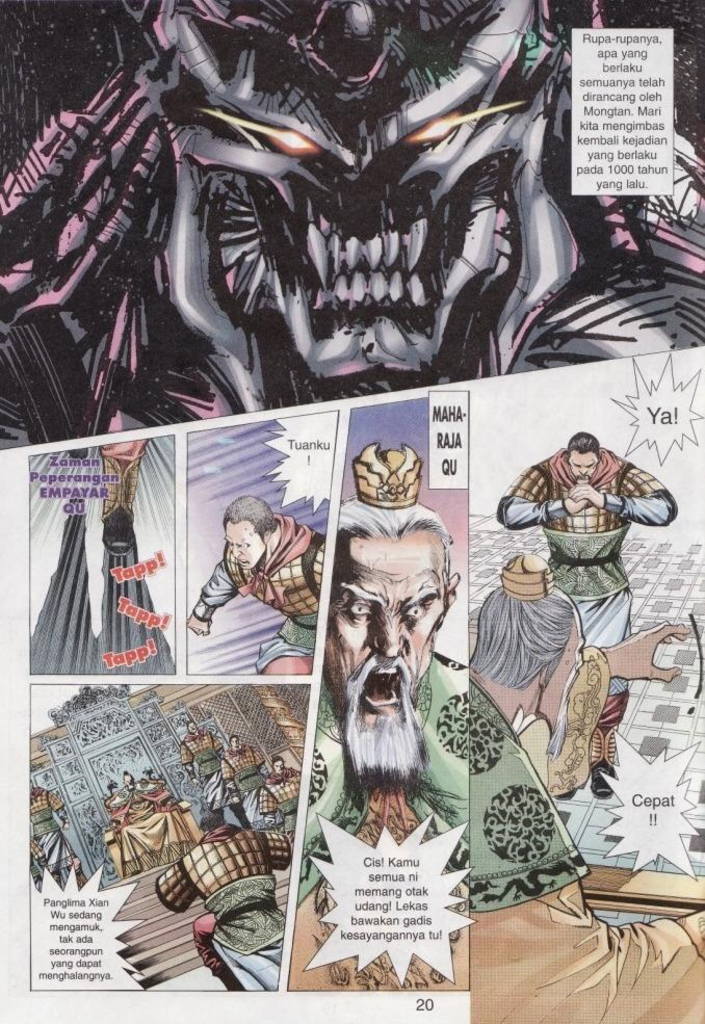 Rupa-rupanya,
apa yang
berlaku
semuanya telah
dirancang oleh
Mongtan. Mari
kita mengimbas
kembali kejadian
yang berlaku
pada 1000 tahun
yang lalu.
Zaman
Peperangan
EMPAYAR
QU
Tapp!
Tapp!
Tapp!
Tuanku
!
MAHA-
RAJA
QU
Ya!
Panglima Xian
Wu sedang
mengamuk,
tak ada
seorangpun
yang dapat
menghalangnya.
Cis! Kamu
semua ni
memang otak
udang! Lekas
bawakan gadis
kesayangannya tu!
Cepat
!!
20